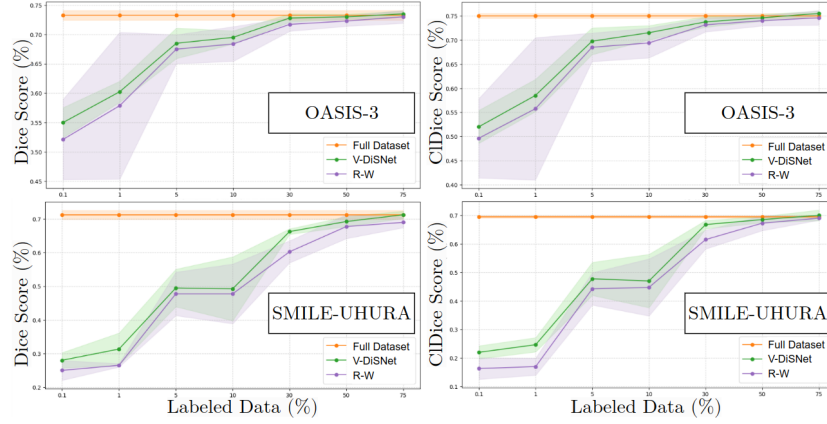 Dice Score (%)
0.75
0.70
0.65
0.60
0.55
0.50
0.45
OASIS-3
Full Dataset
V-DiSNet
R-W
0.1 1 5 10 30 50 75
ClDice Score (%)
0.75
0.70
0.65
0.60
0.55
0.50
0.45
0.40
OASIS-3
Full Dataset
V-DiSNet
R-W
0.1 1 5 10 30 50 75
Dice Score (%)
0.7
0.6
0.5
0.4
0.3
0.2
SMILE-UHURA
Full Dataset
V-DiSNet
R-W
0.1 1 5 10 30 50 75
Labeled Data (%)
ClDice Score (%)
0.7
0.6
0.5
0.4
0.3
0.2
0.1
SMILE-UHURA
Full Dataset
V-DiSNet
R-W
0.1 1 5 10 30 50 75
Labeled Data (%)